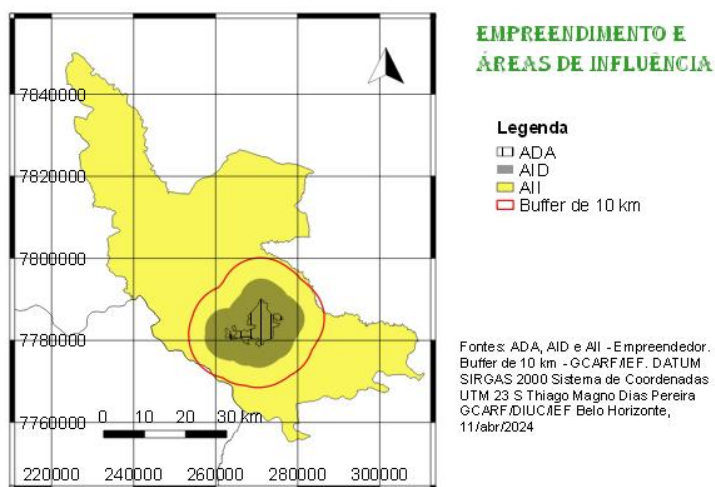 EMPREENDIMENTO E
ÁREAS DE INFLUÊNCIA
Legenda
ADA
AID
AII
Buffer de 10 km
7840000
7820000
7800000
7780000
7760000
0 10 20 30 km
220000 240000 260000 280000 300000
Fontes: ADA, AID e AII - Empreendedor.
Buffer de 10 km - GCARF/IEF. DATUM
SIRGAS 2000 Sistema de Coordenadas
UTM 23 S Thiago Magno Dias Pereira
GCARF/DIUC/IEF Belo Horizonte,
11/abr/2024